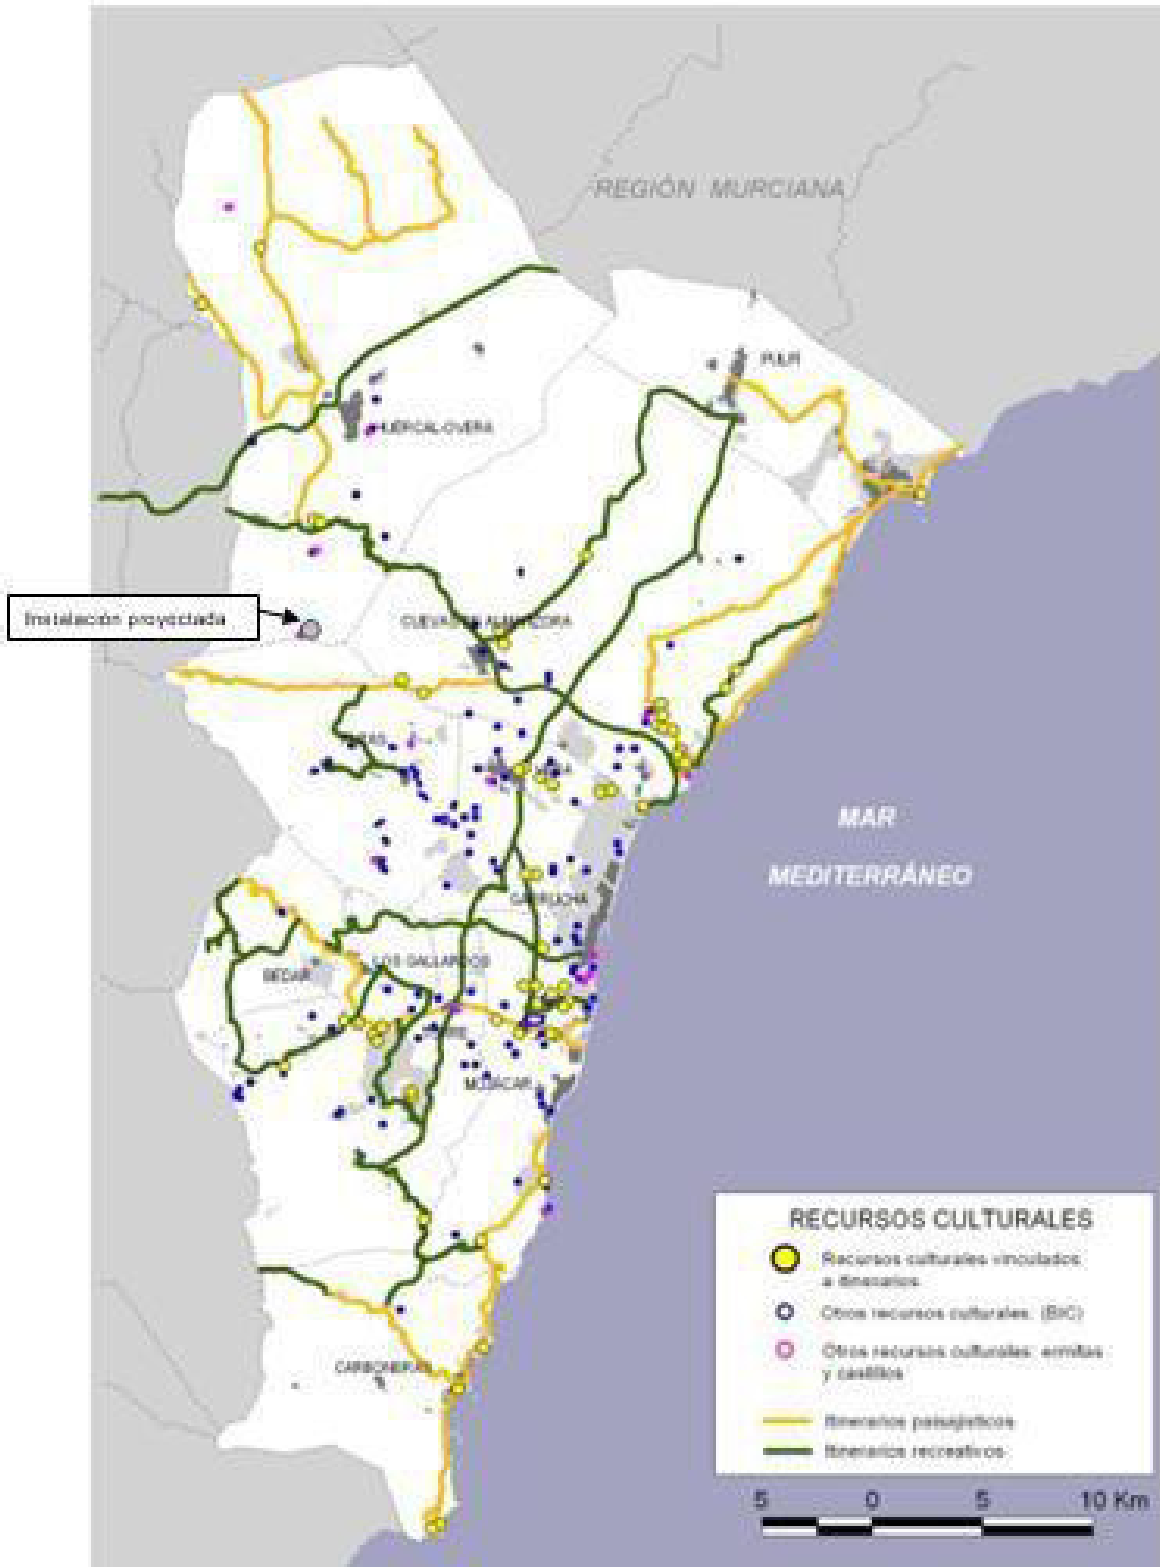 REGIÓN MURCIANA
PULPI
HUERCAL-OVERA
Instalación proyectada
CUEVAS DE ALMANZORA
MAR
MEDITERRÁNEO
GARRUCHA
LOS GALLARDOS
BEDAR
MOJACAR
CARBONERAS
RECURSOS CULTURALES
Recursos culturales vinculados
a itinerarios
Otros recursos culturales. (BIC)
Otros recursos culturales: ermitas
y castillos
Itinerarios paisajísticos
Itinerarios recreativos
5 0 5 10 Km